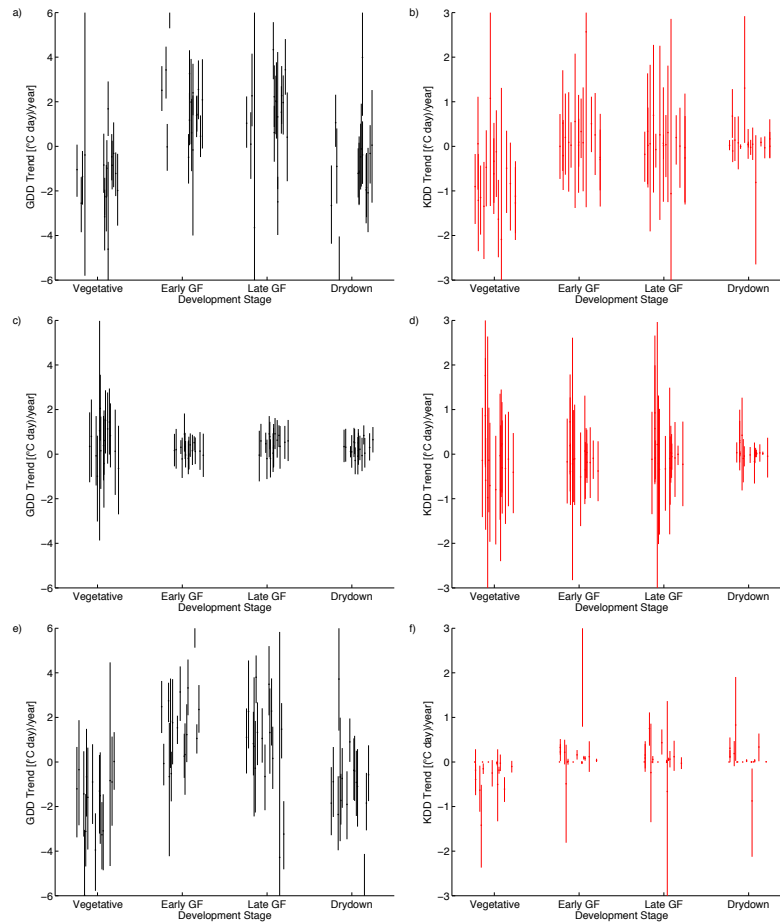 a)
GDD Trend [(°C day)/year]
6
4
2
0
−2
−4
−6
Vegetative Early GF Late GF Drydown
Development Stage
b)
KDD Trend [(°C day)/year]
3
2
1
0
−1
−2
−3
Vegetative Early GF Late GF Drydown
Development Stage
c)
GDD Trend [(°C day)/year]
6
4
2
0
−2
−4
−6
Vegetative Early GF Late GF Drydown
Development Stage
d)
KDD Trend [(°C day)/year]
3
2
1
0
−1
−2
−3
Vegetative Early GF Late GF Drydown
Development Stage
e)
GDD Trend [(°C day)/year]
6
4
2
0
−2
−4
−6
Vegetative Early GF Late GF Drydown
Development Stage
f)
KDD Trend [(°C day)/year]
3
2
1
0
−1
−2
−3
Vegetative Early GF Late GF Drydown
Development Stage